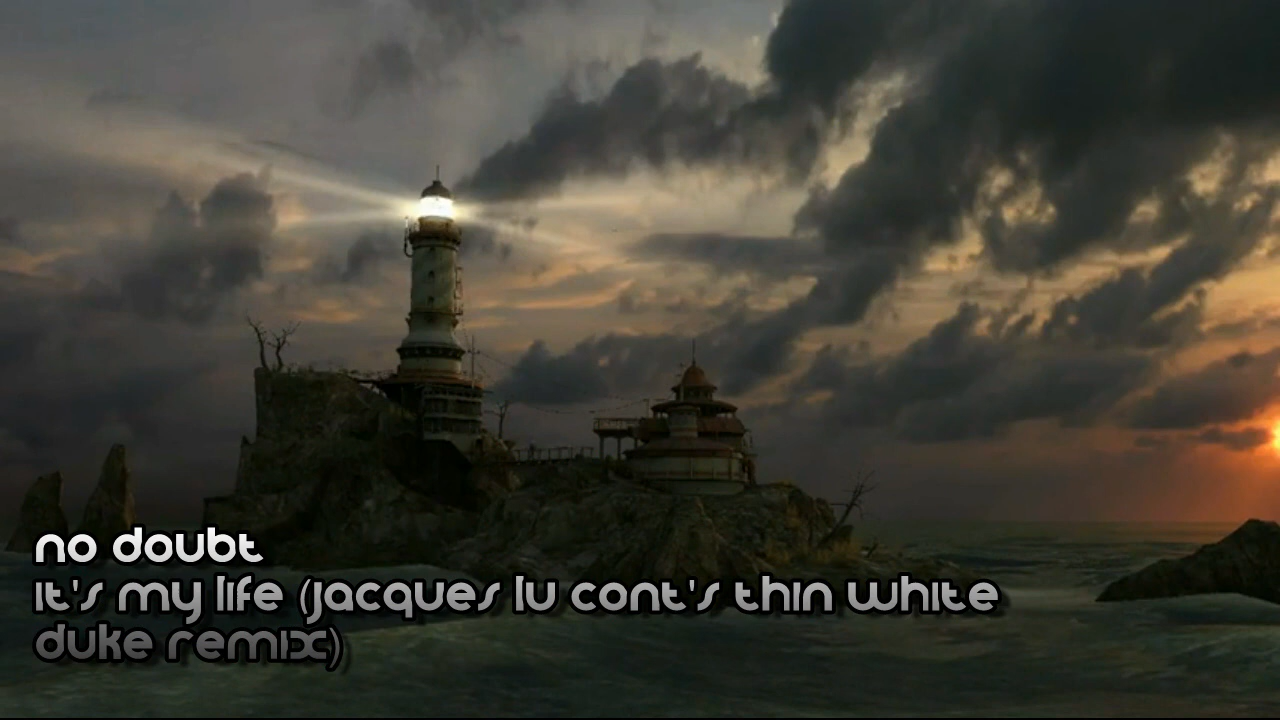 no doubt
it's my life (jacques lu cont's thin white
duke remix)